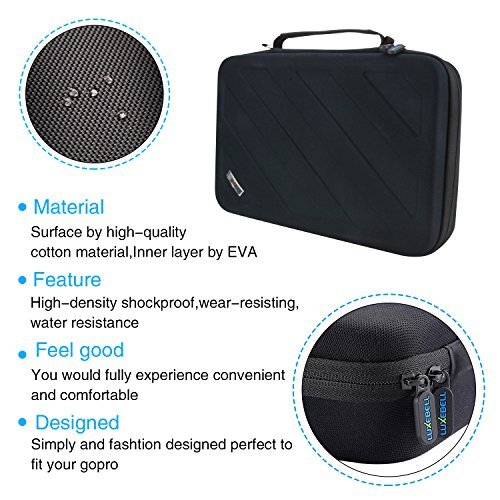 Material
Surface by high-quality
cotton material,Inner layer by EVA
Feature
High-density shockproof,wear-resisting,
water resistance
Feel good
You would fully experience convenient
and comfortable
Designed
Simply and fashtion designed perfect to
fit your gopro
LUXEBELL
LUXEBELL